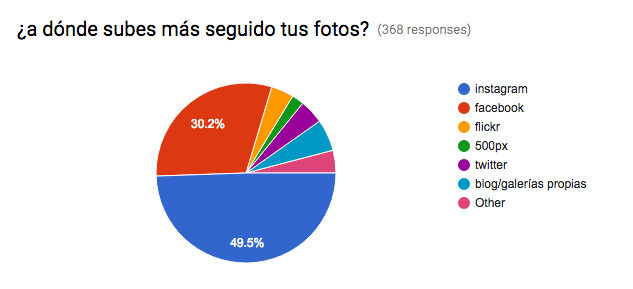 ¿a dónde subes más seguido tus fotos? (368 responses)
30.2%
49.5%
instagram
facebook
flickr
500px
twitter
blog/galerías propias
Other